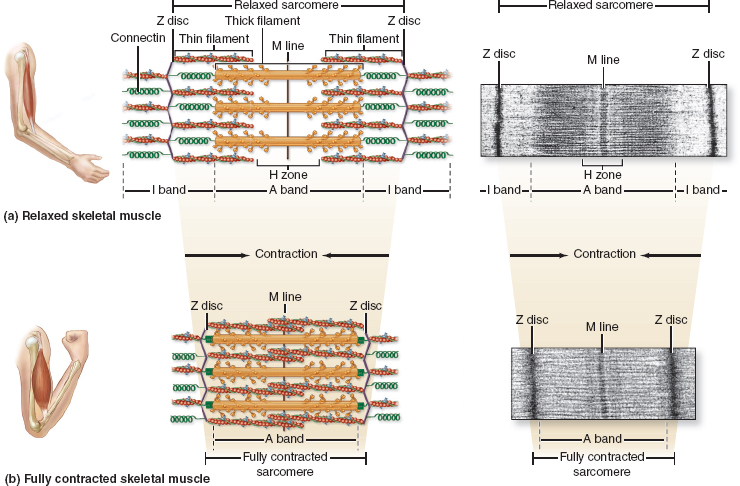 Relaxed sarcomere
Relaxed sarcomere
Z disc
Thick filament
Z disc
Connectin
Thin filament
M line
Thin filament
Z disc
M line
Z disc
H zone
H zone
I band
A band
I band
I band
A band
I band
(a) Relaxed skeletal muscle
Contraction
Contraction
M line
Z disc
Z disc
Z disc
M line
Z disc
A band
A band
Fully contracted
sarcomere
Fully contracted
sarcomere
(b) Fully contracted skeletal muscle